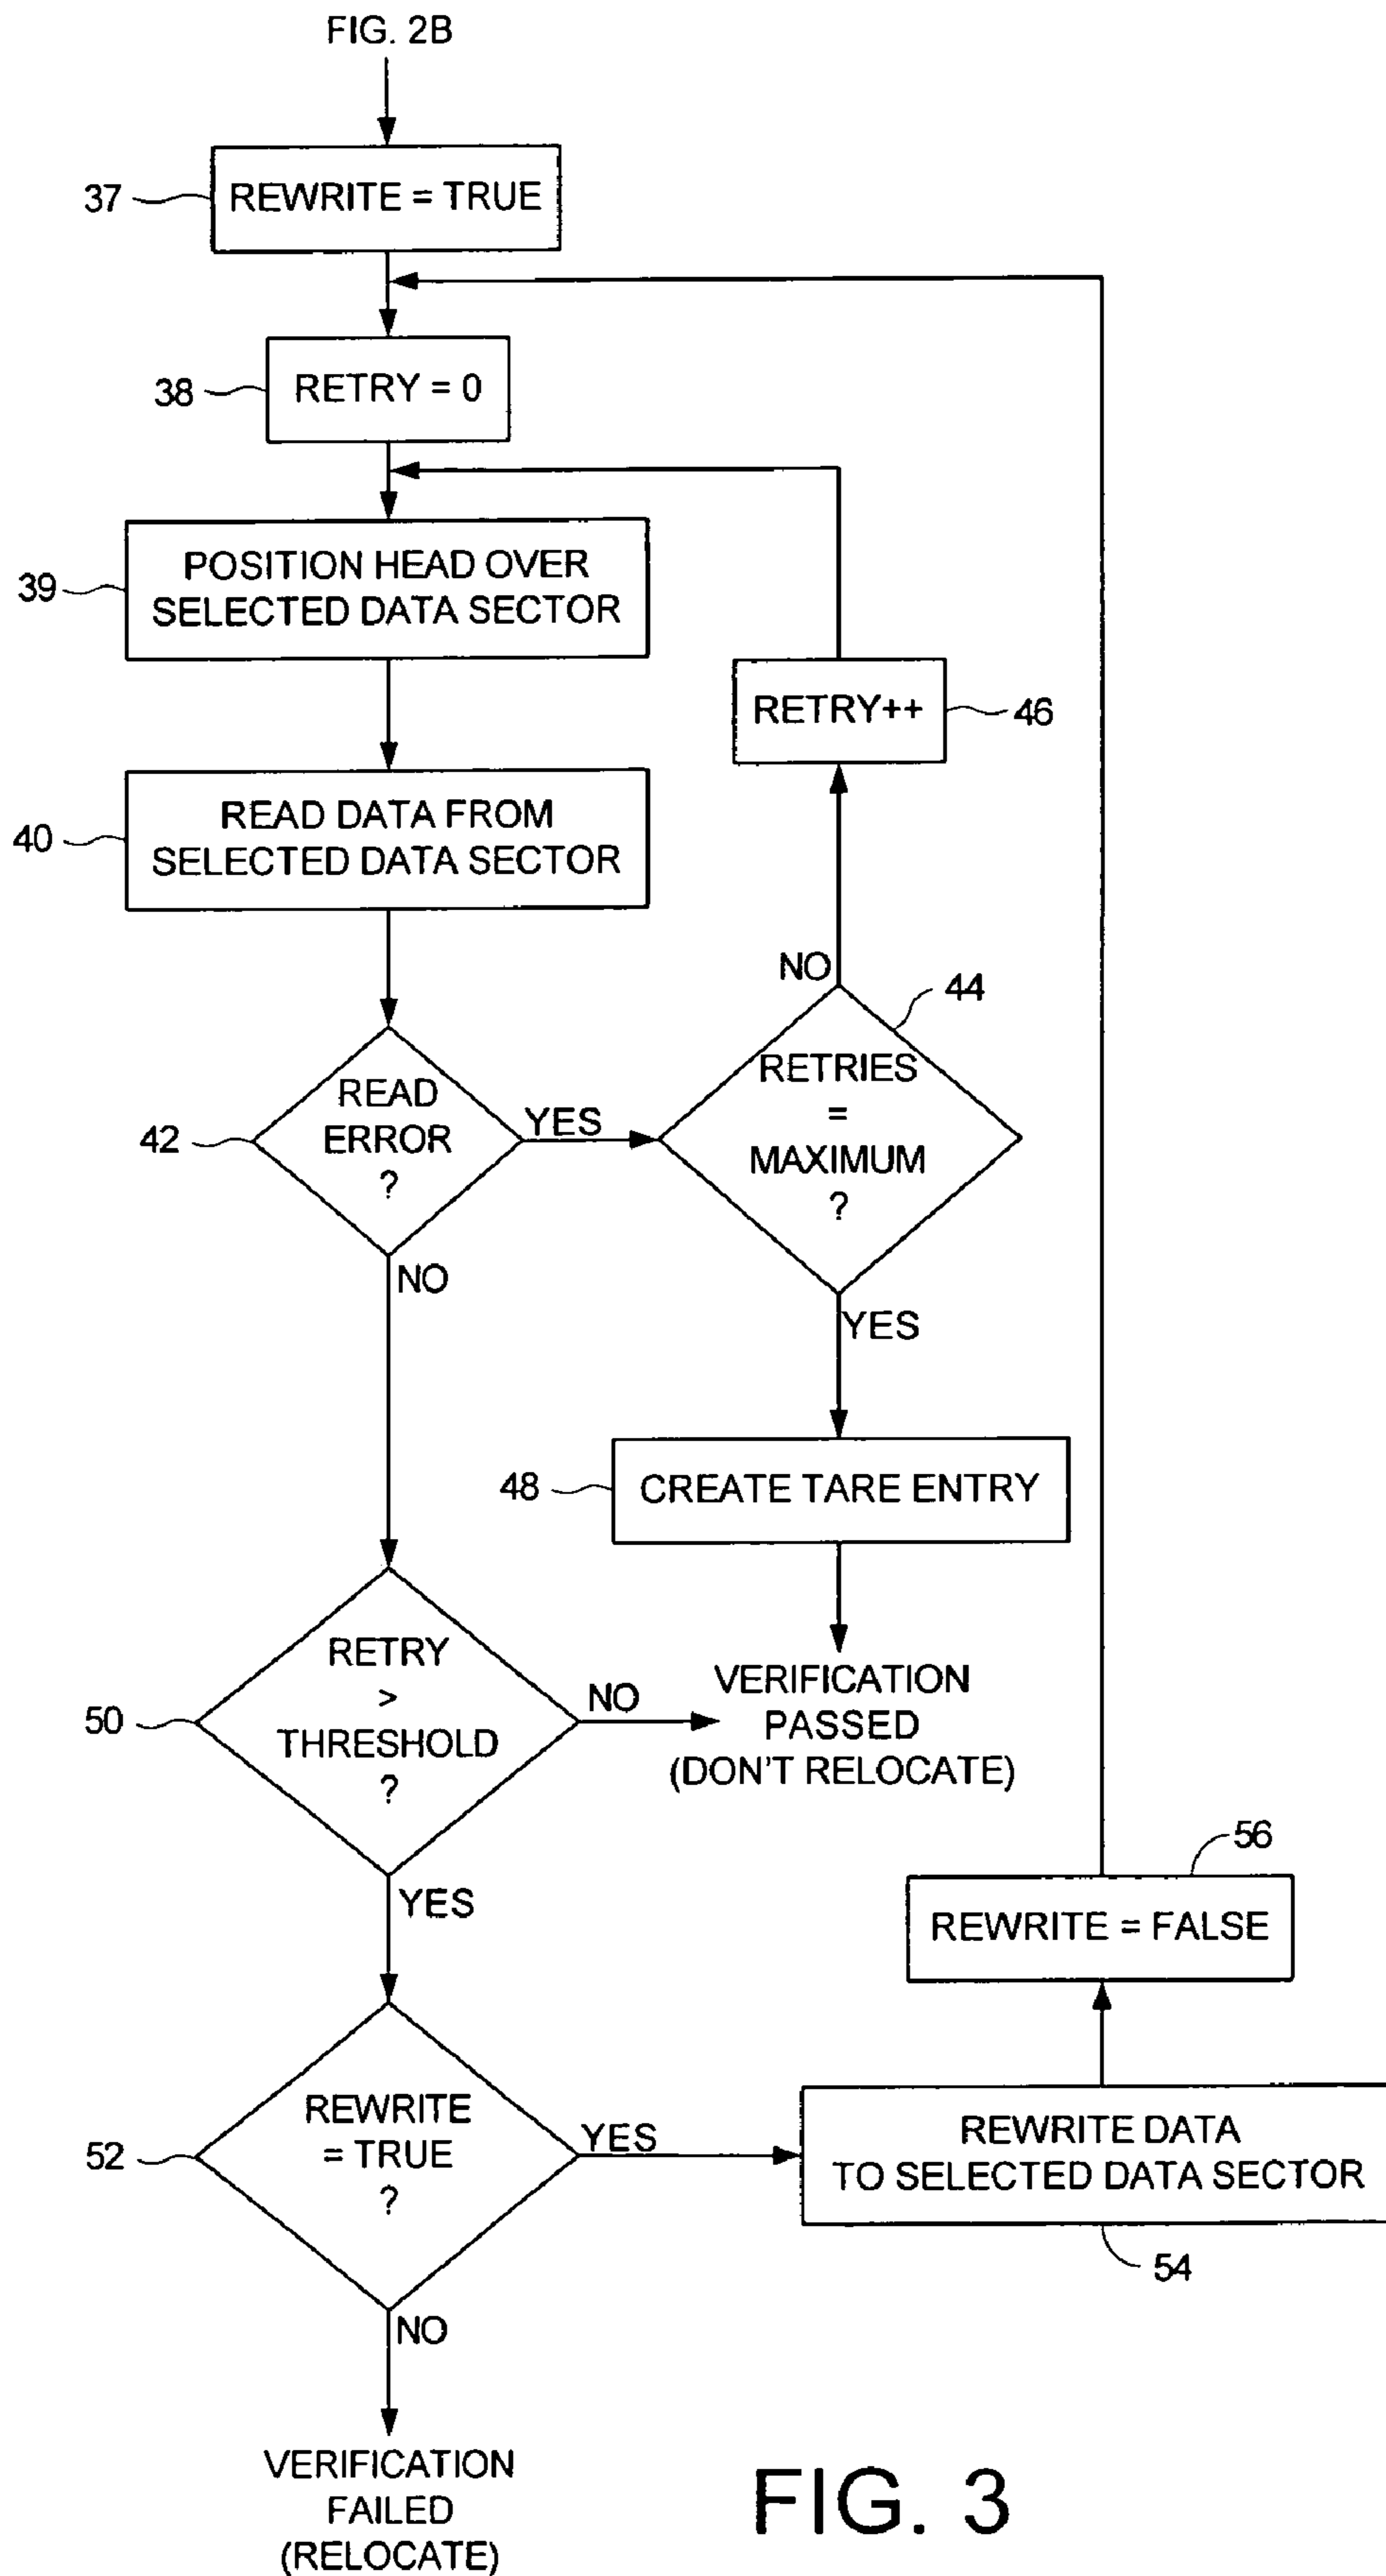 FIG. 2B
37
REWRITE = TRUE
38
RETRY = 0
39
POSITION HEAD OVER
SELECTED DATA SECTOR
RETRY++
46
40
READ DATA FROM
SELECTED DATA SECTOR
NO
44
42
READ
ERROR
?
YES
RETRIES
=
MAXIMUM
?
NO
YES
48
CREATE TARE ENTRY
50
RETRY
>
THRESHOLD
?
NO
VERIFICATION
PASSED
(DON'T RELOCATE)
YES
56
REWRITE = FALSE
52
REWRITE
= TRUE
?
YES
REWRITE DATA
TO SELECTED DATA SECTOR
54
NO
VERIFICATION
FAILED
(RELOCATE)
FIG. 3